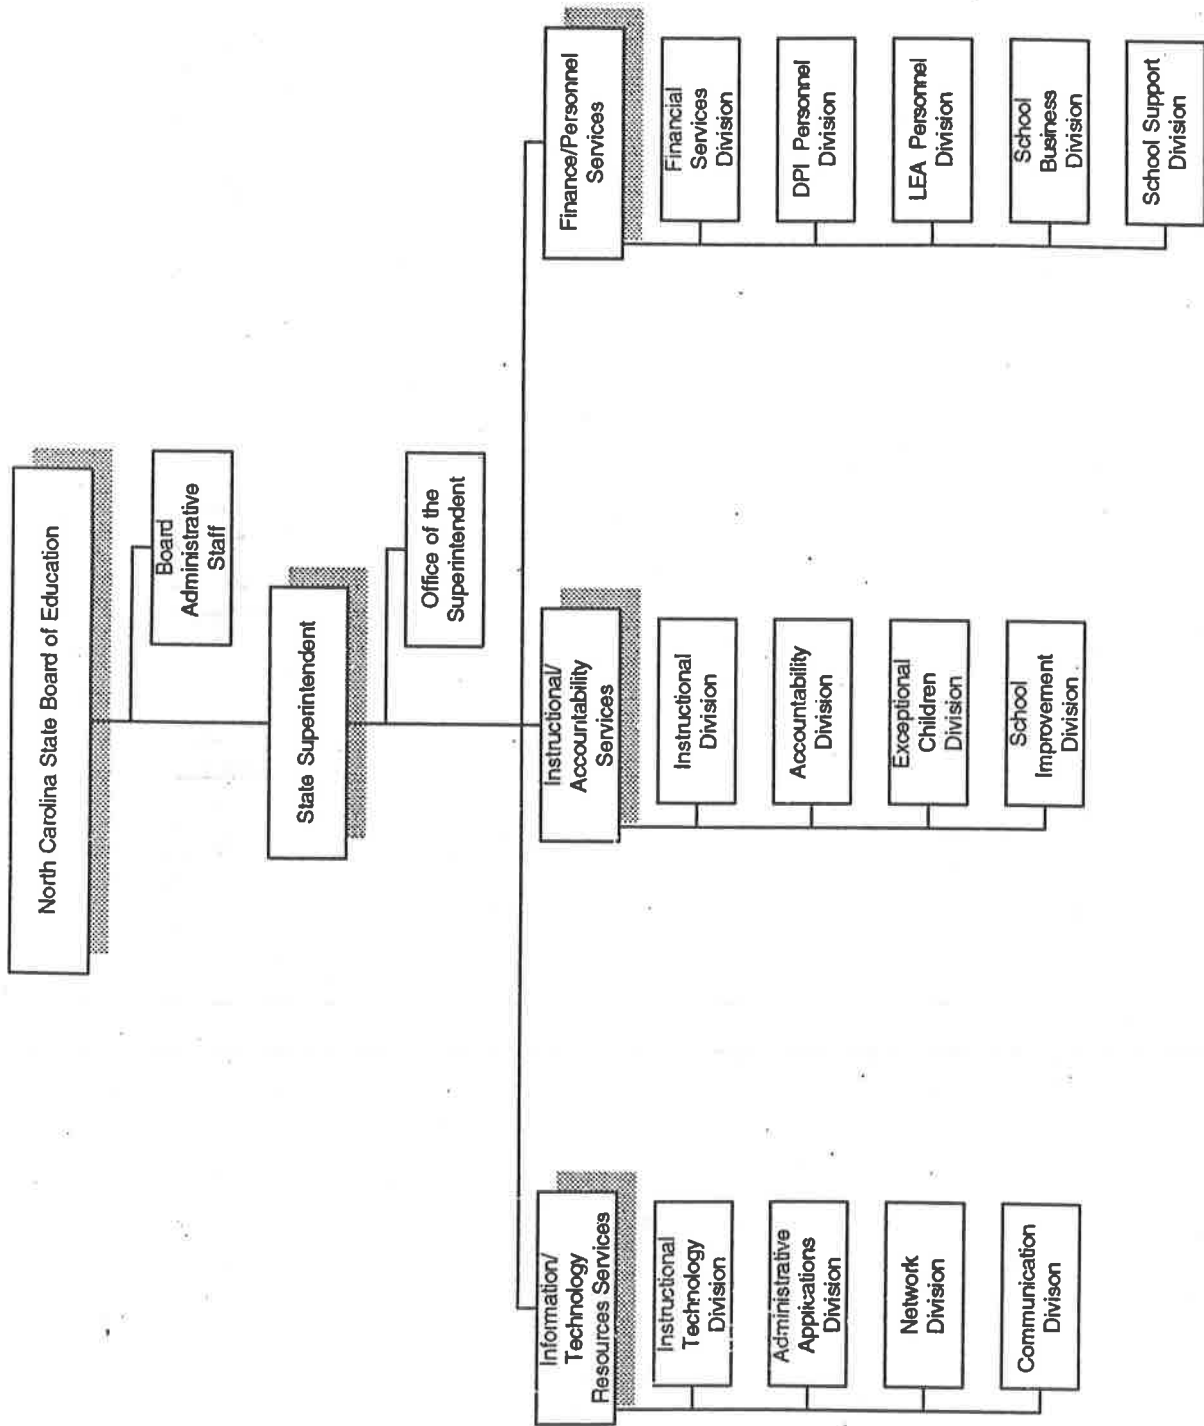 North Carolina State Board of Education
Board
Administrative
Staff
State Superintendent
Office of the
Superintendent
Information/
Technology
Resources Services
Instructional
Technology
Division
Administrative
Applications
Division
Network
Division
Communication
Divison
Instructional/
Accountability
Services
Instructional
Division
Accountability
Division
Exceptional
Children
Division
School
Improvement
Division
Finance/Personnel
Services
Financial
Services
Division
DPI Personnel
Division
LEA Personnel
Division
School
Business
Division
School Support
Division